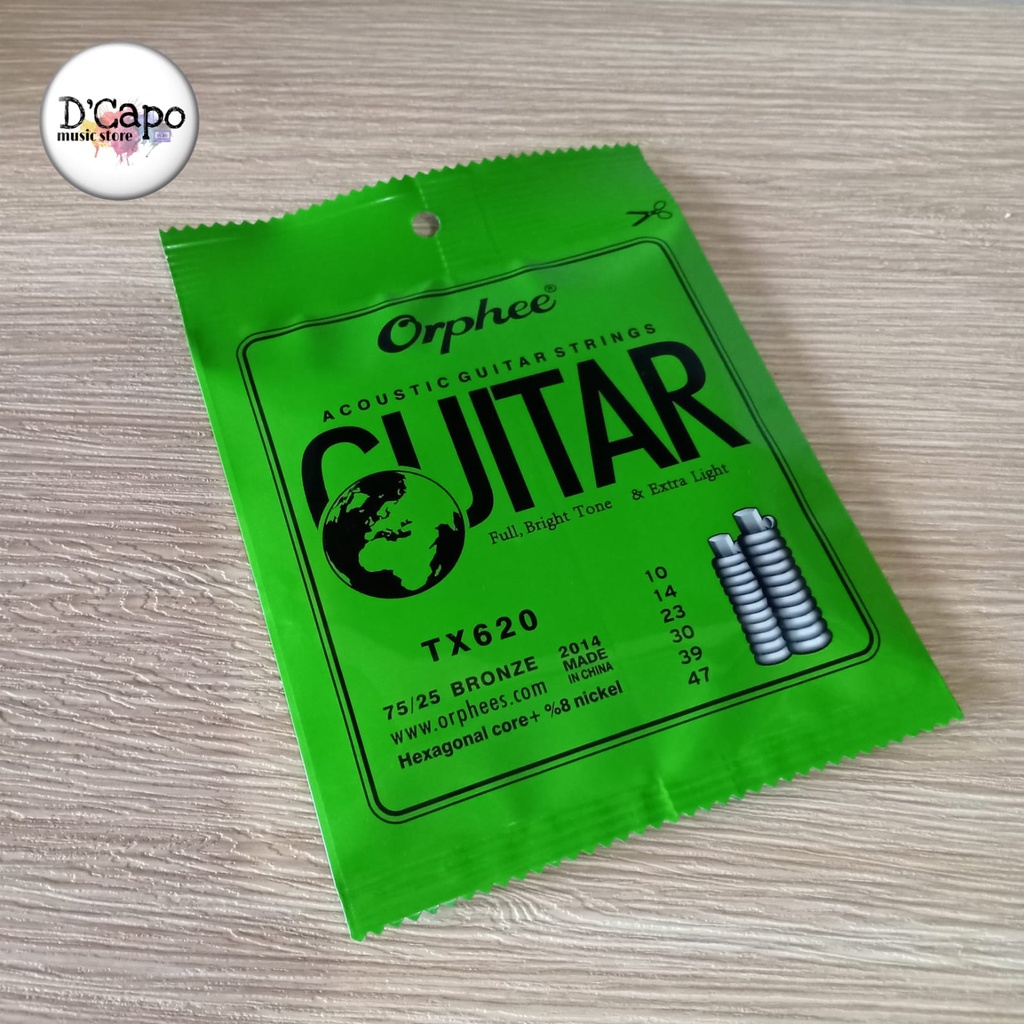 D'Capo
music store
Orphee®
ACOUSTIC GUITAR STRINGS
GUITAR
Full, Bright Tone & Extra Light
TX620
75/25 BRONZE
2014
MADE
IN CHINA
www.orphees.com
Hexagonal core+ %8 nickel
10
14
23
30
39
47